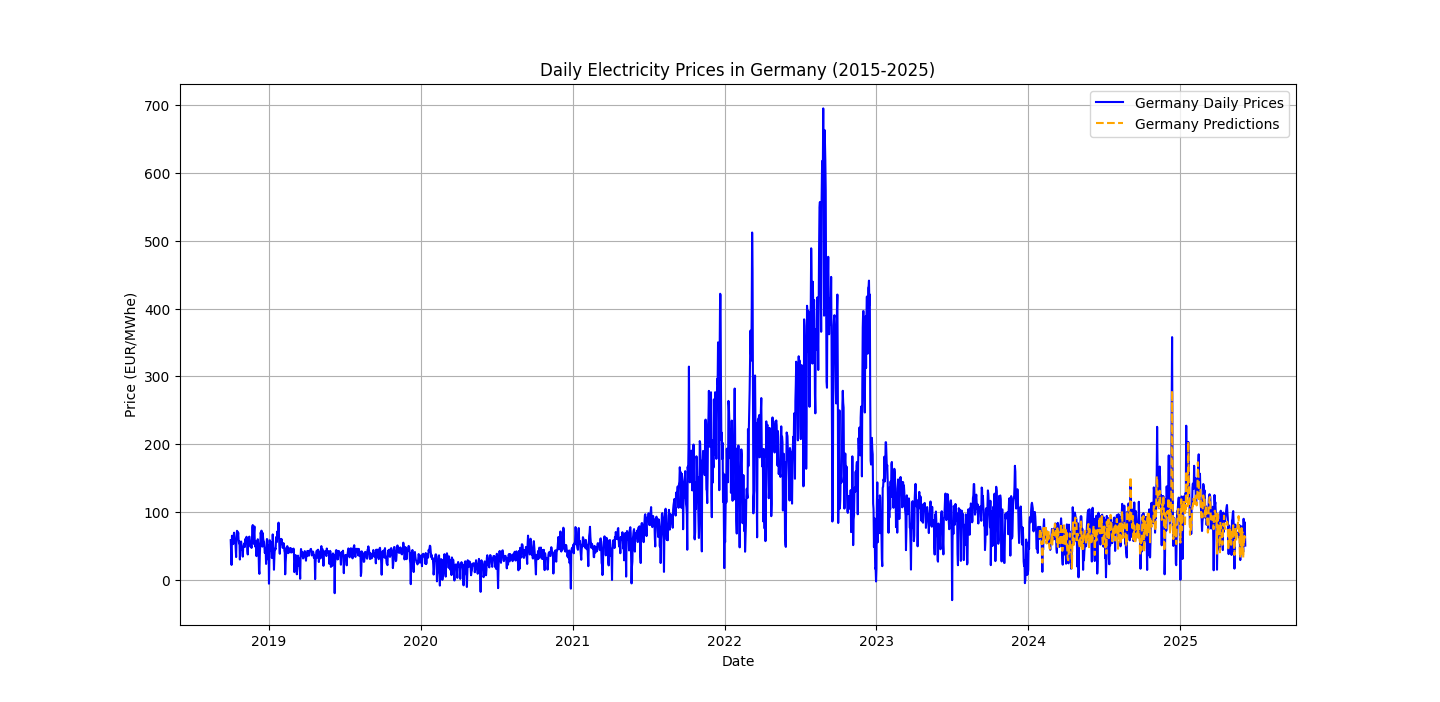 Daily Electricity Prices in Germany (2015-2025)
Germany Daily Prices
Germany Predictions
Price (EUR/MWhe)
700
600
500
400
300
200
100
0
2019 2020 2021 2022 2023 2024 2025
Date